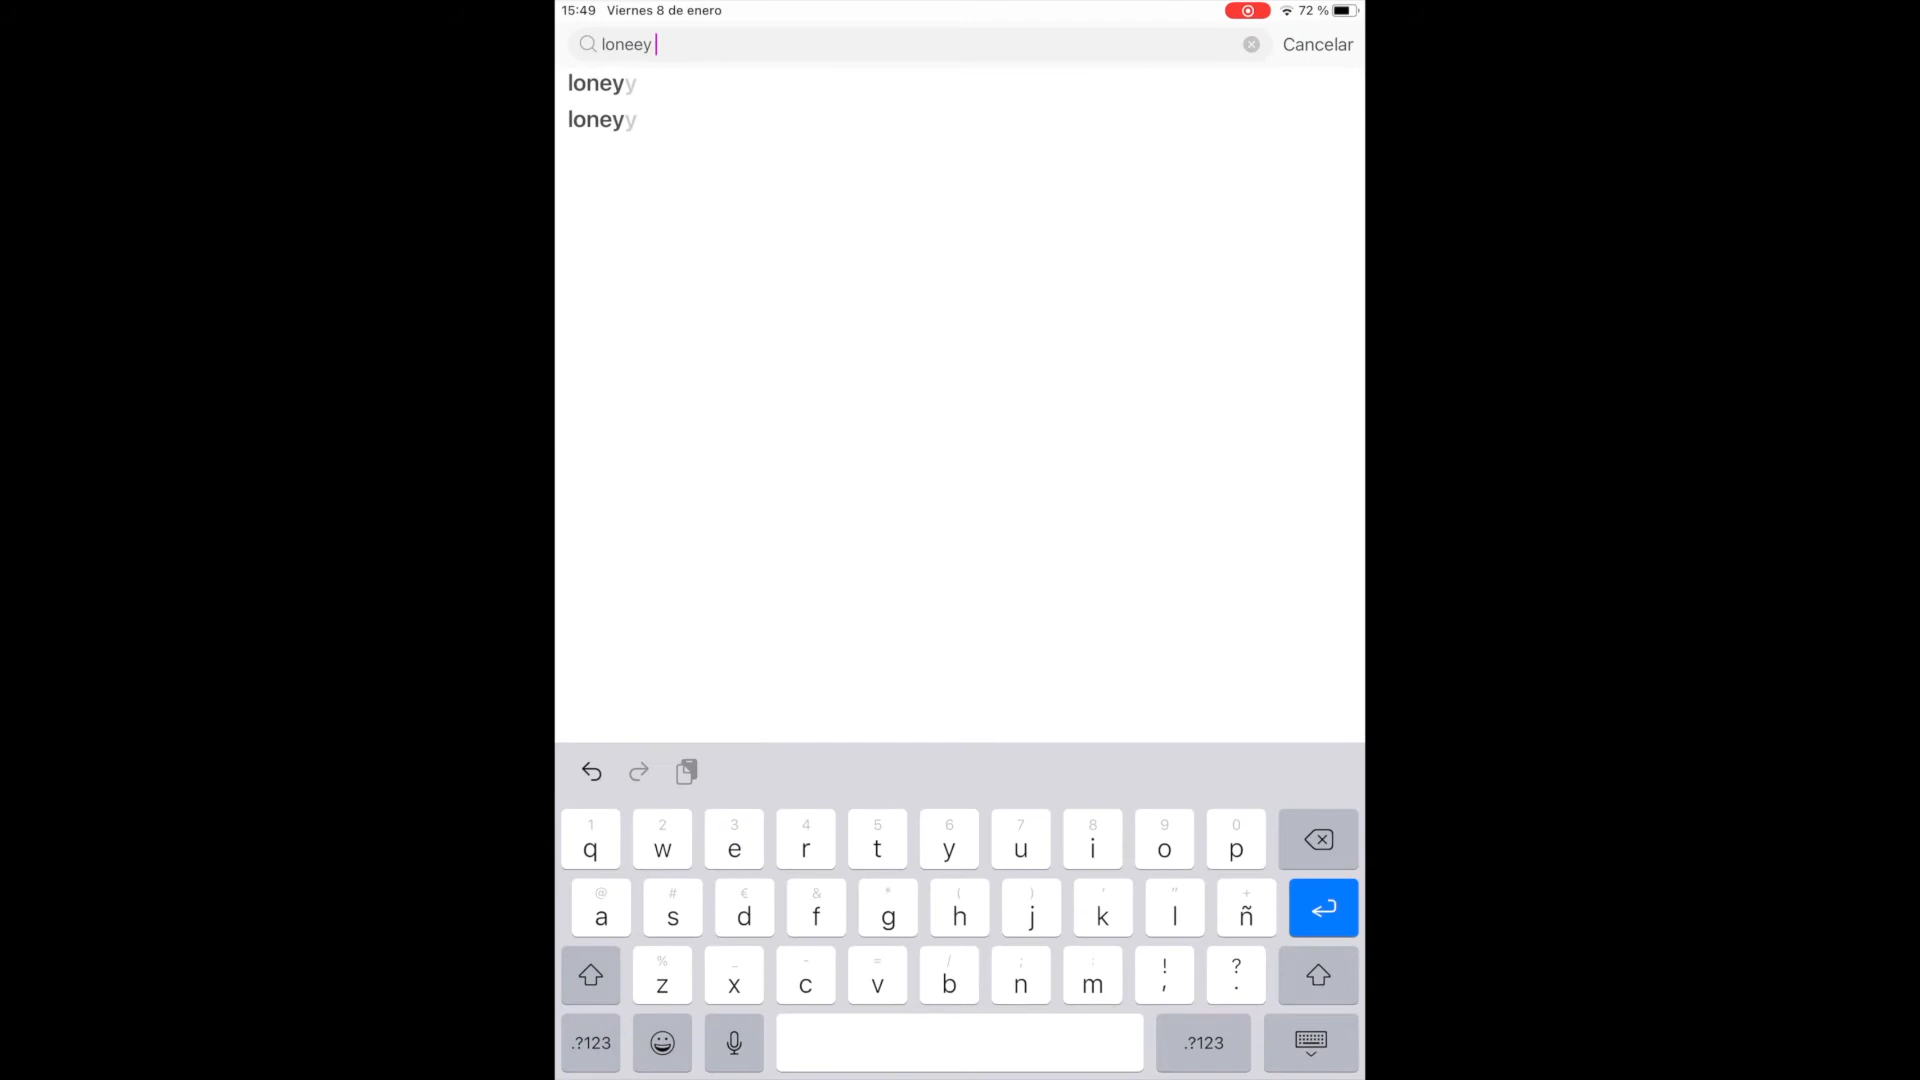 15:49 Viernes 8 de enero 72 %
loneey Cancelar
loneyy
loneyy
1 2 3 4 5 6 7 8 9 0
q w e r t y u i o p
@ # € & * ( ) ' " +
a s d f g h j k l ñ
% _ - = / ; : ! ?
z x c v b n m , .
.?123 .?123